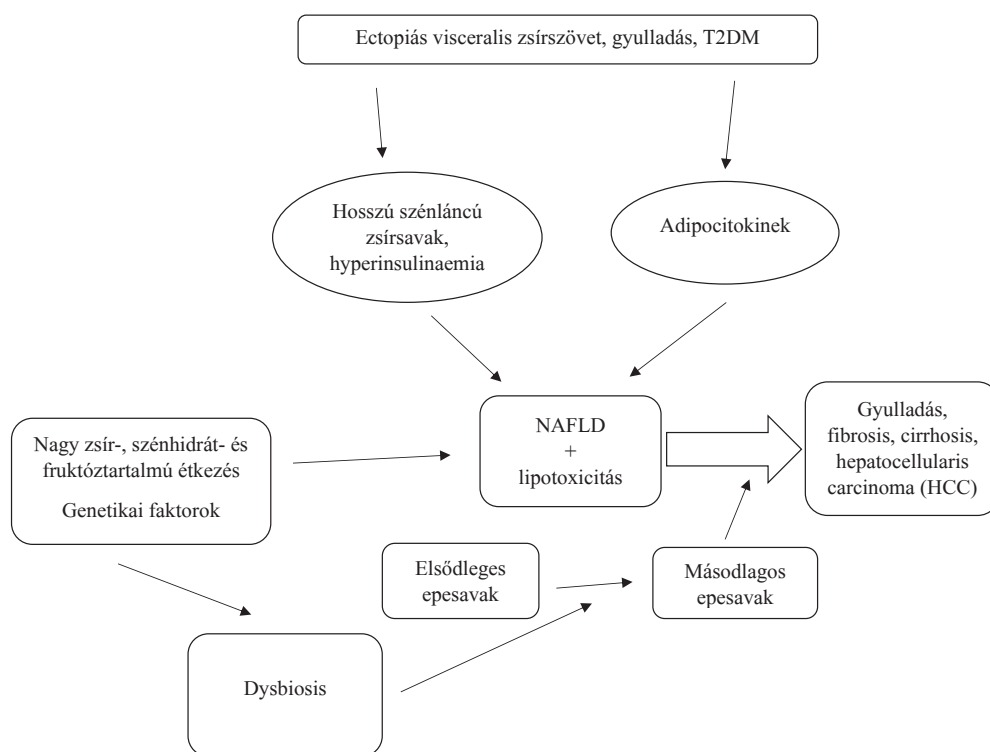 Ectopiás visceralis zsírszövet, gyulladás, T2DM
Hosszú szénláncú
zsírsavak,
hyperinsulinaemia
Adipocitokinek
Nagy zsír-, szénhidrát- és
fruktóztartalmú étkezés
Genetikai faktorok
NAFLD
+
lipotoxicitás
Gyulladás,
fibrosis, cirrhosis,
hepatocellularis
carcinoma (HCC)
Elsődleges
epesavak
Másodlagos
epesavak
Dysbiosis